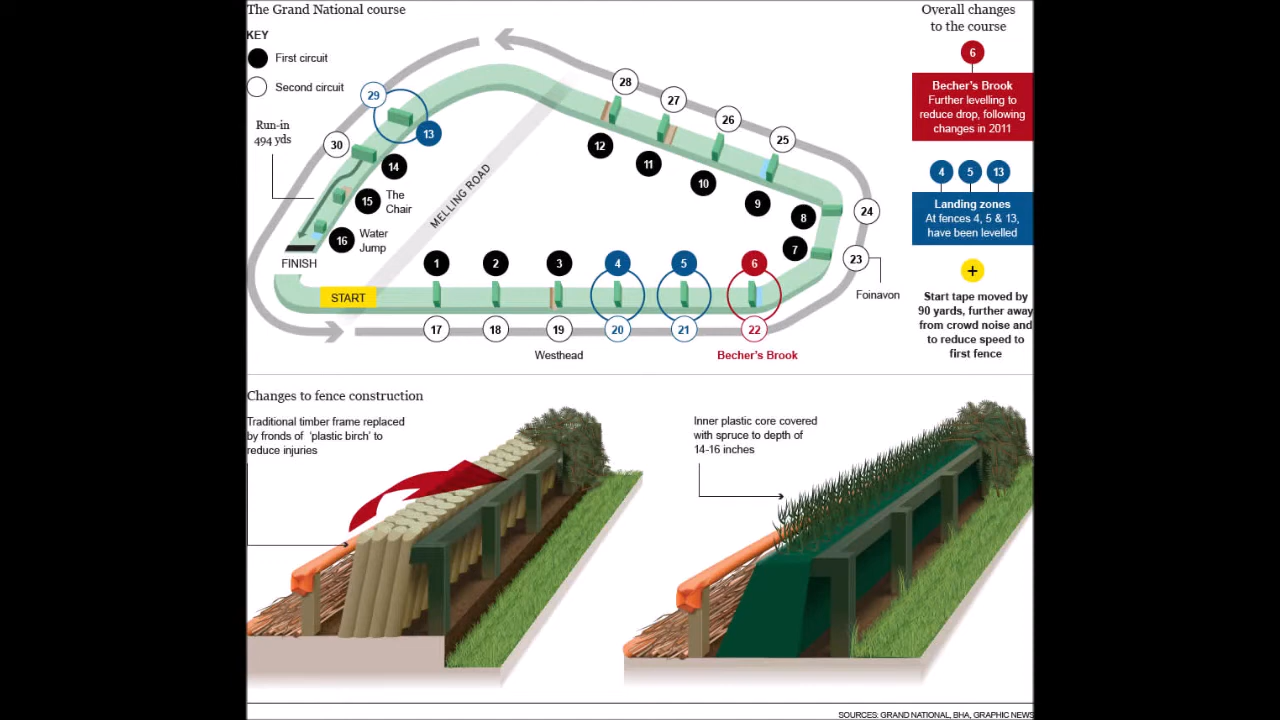 The Grand National course
KEY
First circuit
Second circuit
Run-in
494 yds
29
13
30
14
15
The
Chair
16
Water
Jump
FINISH
START
MELLING ROAD
28
27
26
25
12
11
10
9
8
7
24
23
Foinavon
1
2
3
4
5
6
17
18
19
20
21
22
Westhead
Becher's Brook
Overall changes
to the course
6
Becher's Brook
Further levelling to
reduce drop, following
changes in 2011
4 5 13
Landing zones
At fences 4, 5 & 13,
have been levelled
+
Start tape moved by
90 yards, further away
from crowd noise and
to reduce speed to
first fence
Changes to fence construction
Traditional timber frame replaced
by fronds of 'plastic birch' to
reduce injuries
Inner plastic core covered
with spruce to depth of
14-16 inches
SOURCES: GRAND NATIONAL, BHA, GRAPHIC NEWS